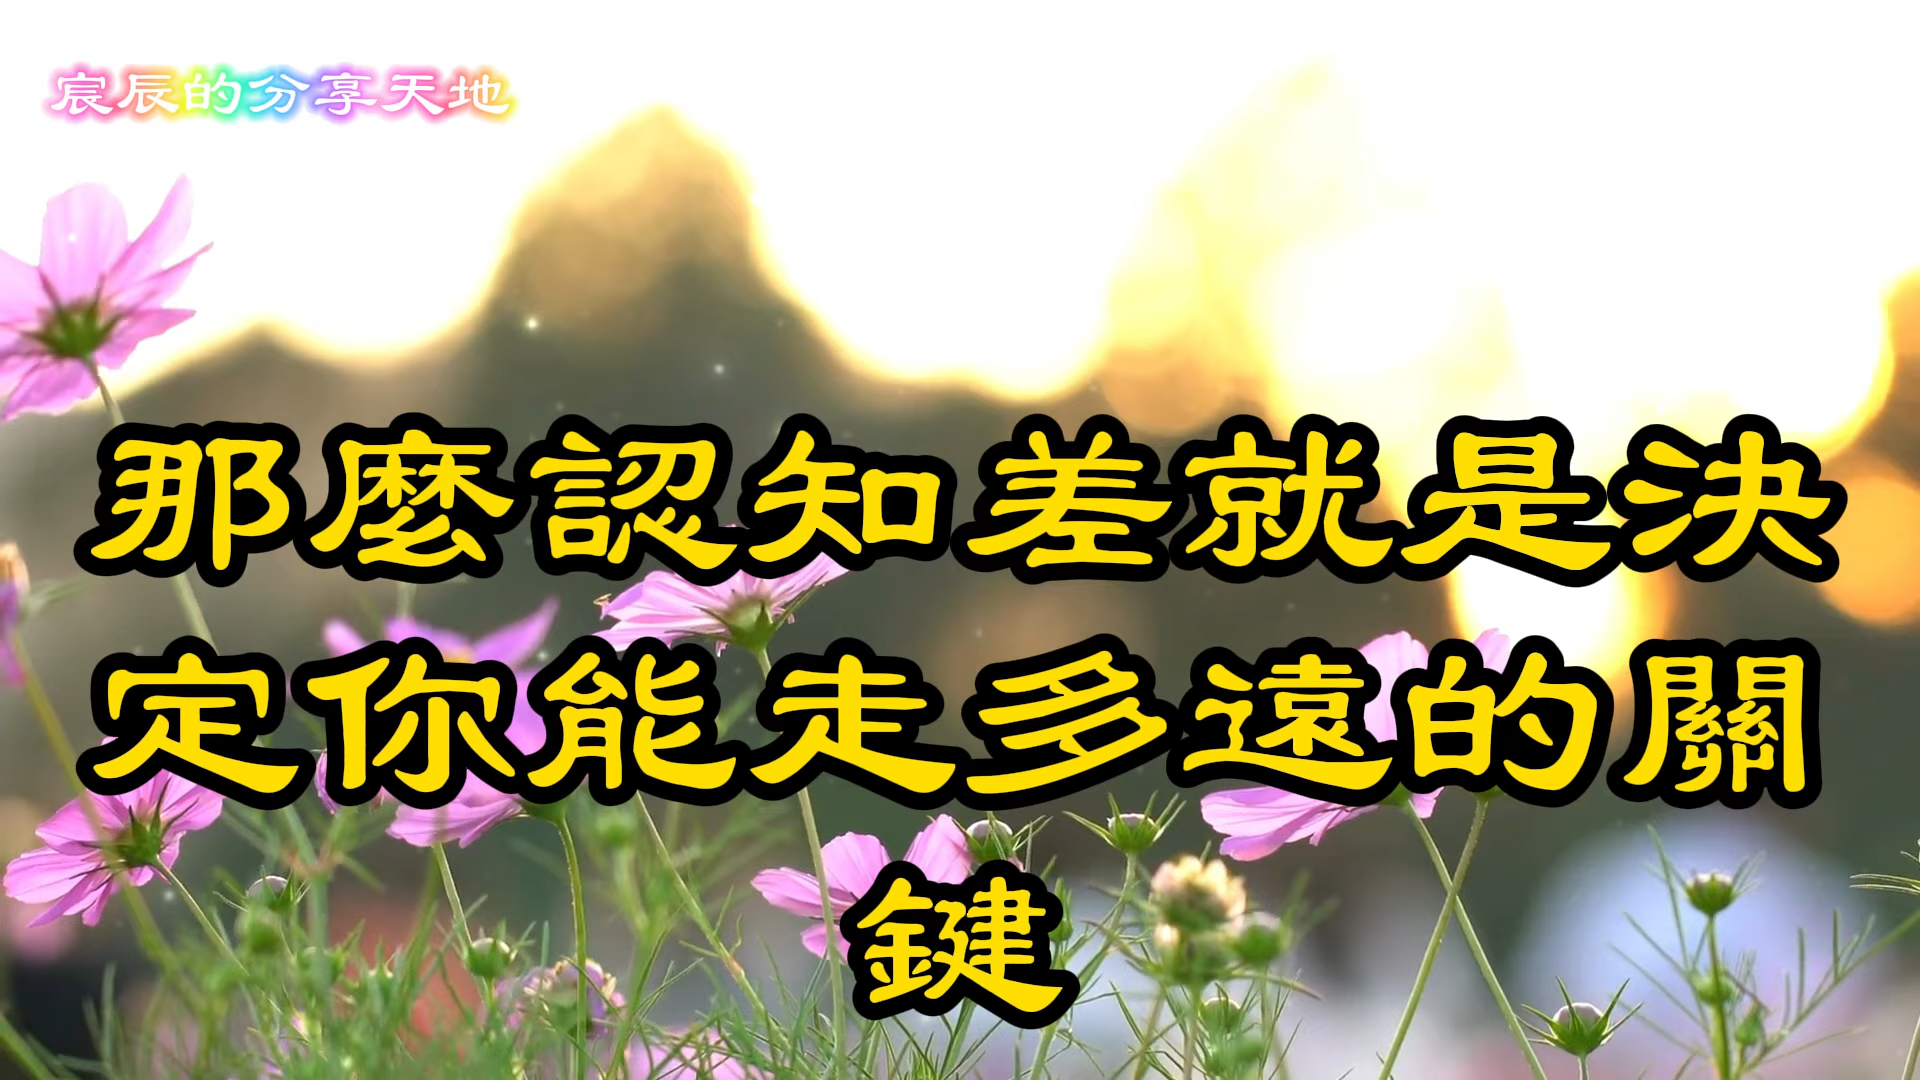 宸辰的分享天地
那麼認知差就是決
定你能走多遠的關
鍵